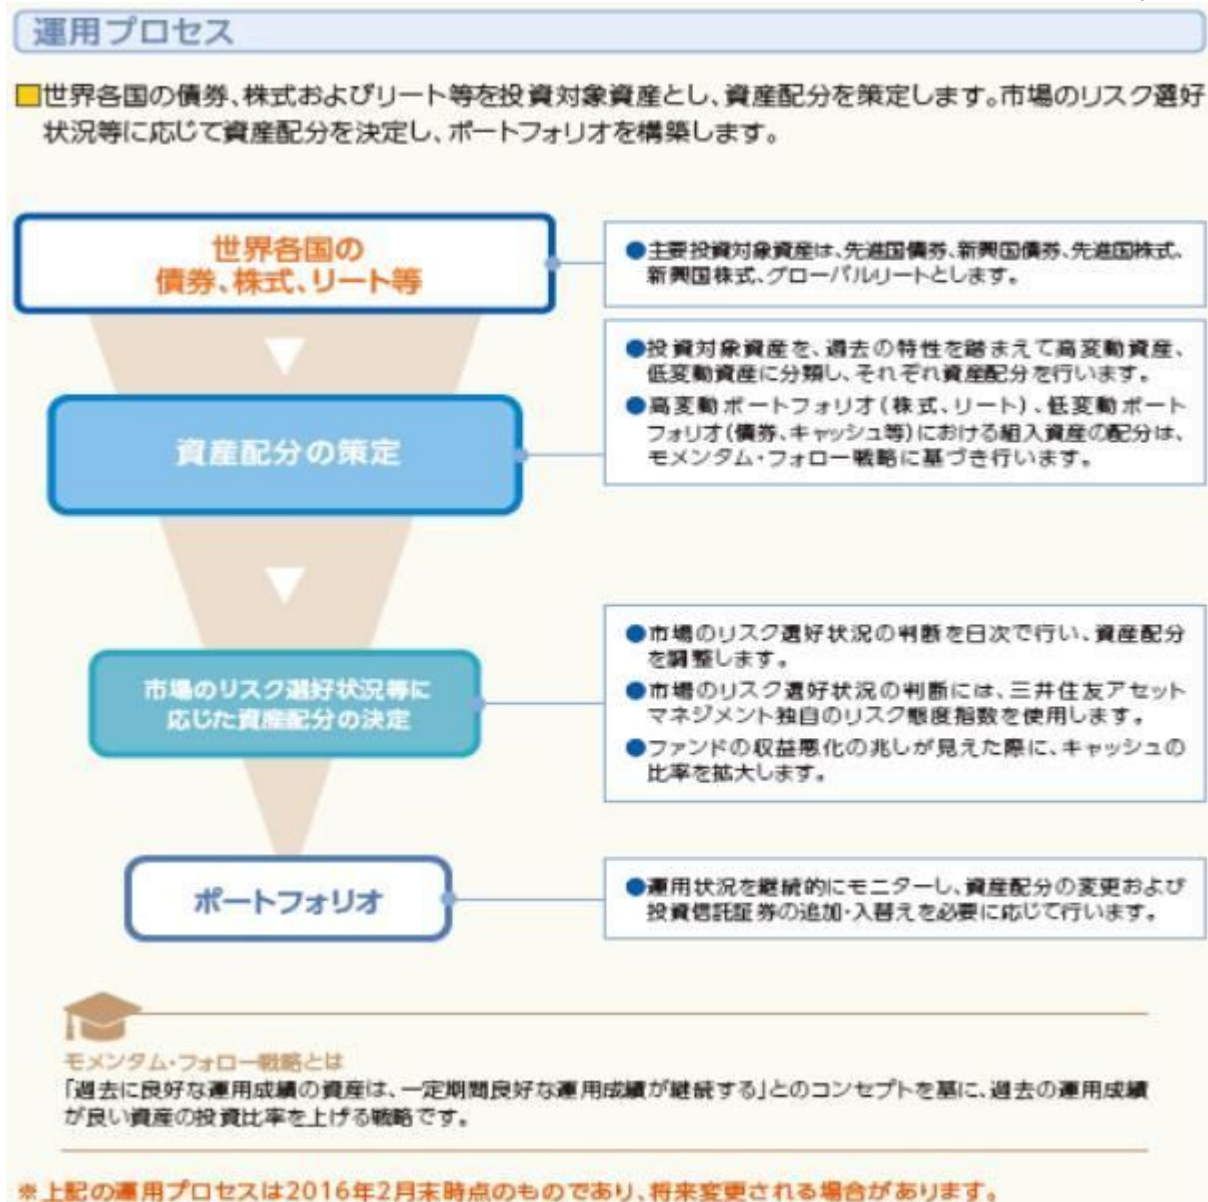 運用プロセス
世界各国の債券、株式およびリート等を投資対象資産とし、資産配分を策定します。市場のリスク選好
状況等に応じて資産配分を決定し、ポートフォリオを構築します。
世界各国の
債券、株式、リート等
●主要投資対象資産は、先進国債券、新興国債券、先進国株式、
新興国株式、グローバルリートとします。
資産配分の策定
●投資対象資産を、過去の特性を踏まえて高変動資産、
低変動資産に分類し、それぞれ資産配分を行います。
●高変動ポートフォリオ(株式、リート)、低変動ポート
フォリオ(債券、キャッシュ等)における組入資産の配分は、
モメンタム・フォロー戦略に基づき行います。
市場のリスク選好状況等に
応じた資産配分の決定
●市場のリスク選好状況の判断を日次で行い、資産配分
を調整します。
●市場のリスク選好状況の判断には、三井住友アセット
マネジメント独自のリスク態度指数を使用します。
●ファンドの収益悪化の兆しが見えた際に、キャッシュの
比率を拡大します。
ポートフォリオ
●運用状況を継続的にモニターし、資産配分の変更および
投資信託証券の追加・入替えを必要に応じて行います。
モメンタム・フォロー戦略とは
「過去に良好な運用成績の資産は、一定期間良好な運用成績が継続する」とのコンセプトを基に、過去の運用成績
が良い資産の投資比率を上げる戦略です。
※上記の運用プロセスは2016年2月末時点のものであり、将来変更される場合があります。